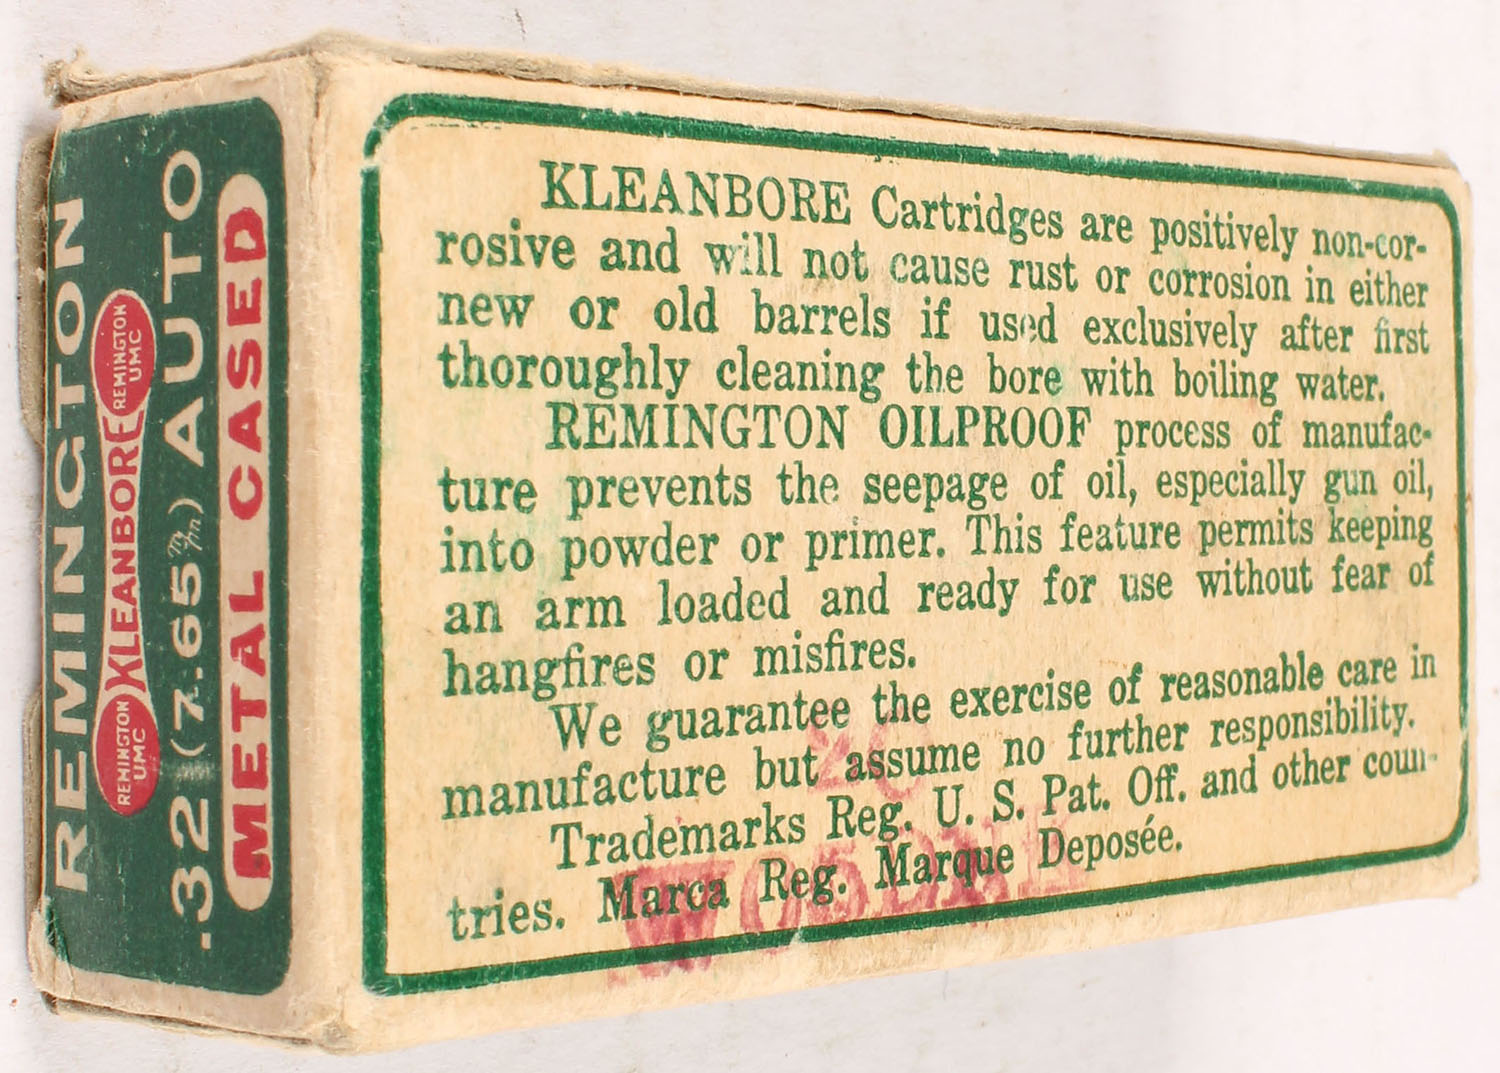 REMINGTON
REMINGTON UMC KLEANBORE REMINGTON UMC
.32 (7.65 m/m) AUTO
METAL CASED
KLEANBORE Cartridges are positively non-cor-
rosive and will not cause rust or corrosion in either
new or old barrels if used exclusively after first
thoroughly cleaning the bore with boiling water.
REMINGTON OILPROOF process of manufac-
ture prevents the seepage of oil, especially gun oil,
into powder or primer. This feature permits keeping
an arm loaded and ready for use without fear of
hangfires or misfires.
We guarantee the exercise of reasonable care in
manufacture but assume no further responsibility.
Trademarks Reg. U. S. Pat. Off. and other coun-
tries. Marca Reg. Marque Deposée.